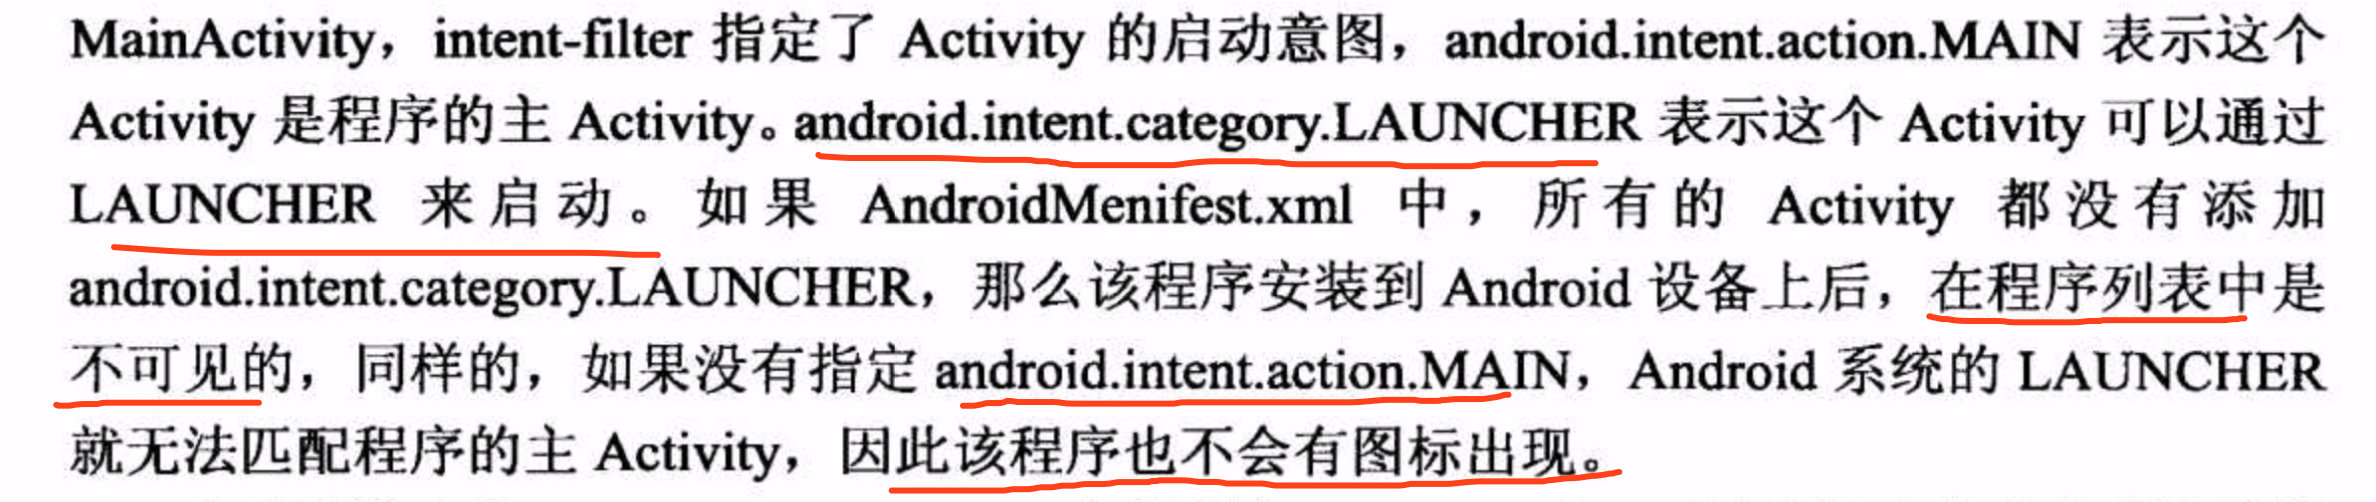 MainActivity，intent-filter 指定了 Activity 的启动意图，android.intent.action.MAIN 表示这个
Activity 是程序的主 Activity。android.intent.category.LAUNCHER 表示这个 Activity 可以通过
LAUNCHER 来启动。如果 AndroidMenifest.xml 中，所有的 Activity 都没有添加
android.intent.category.LAUNCHER，那么该程序安装到 Android 设备上后，在程序列表中是
不可见的，同样的，如果没有指定 android.intent.action.MAIN，Android 系统的 LAUNCHER
就无法匹配程序的主 Activity，因此该程序也不会有图标出现。